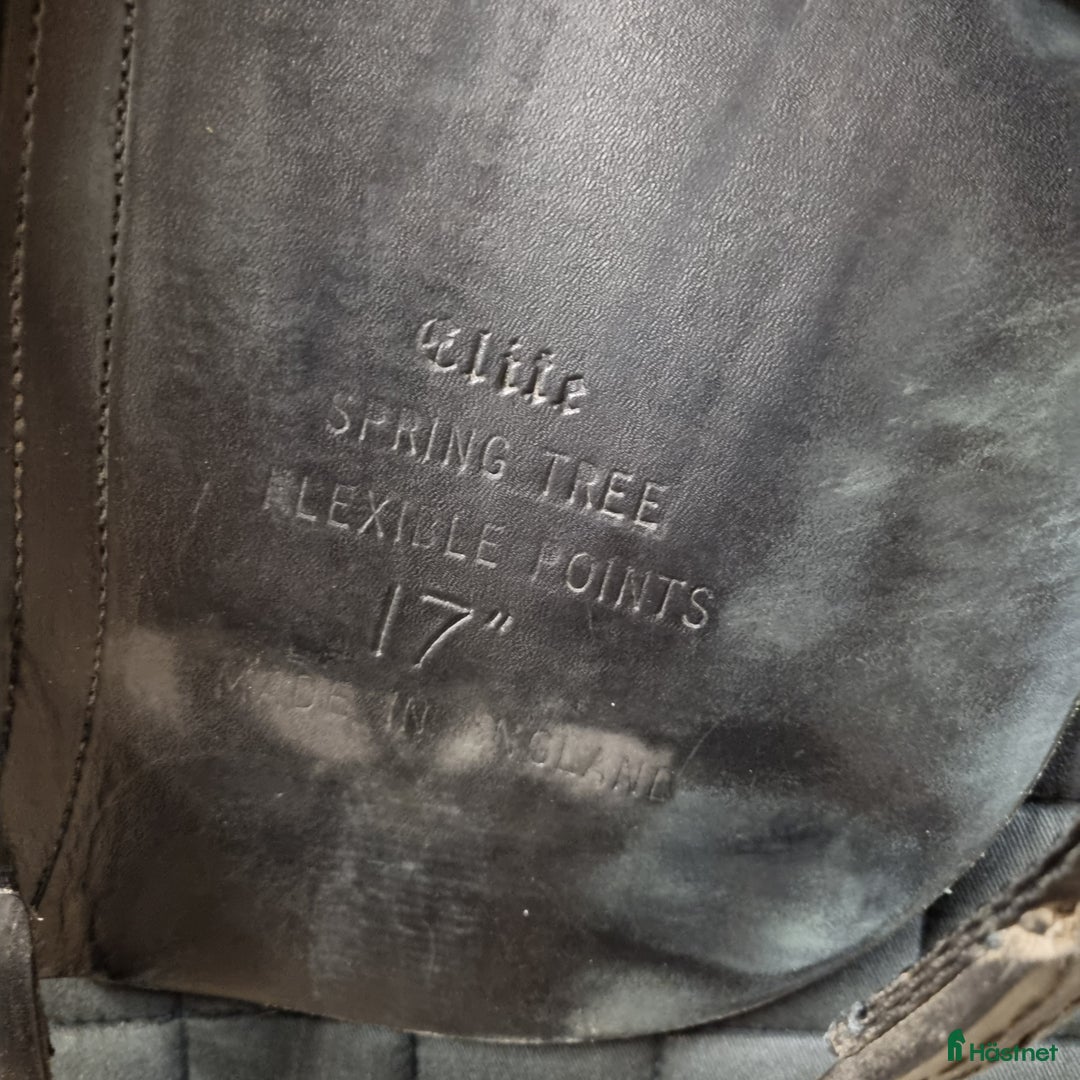 elite
SPRING TREE
FLEXIBLE POINTS
17"
MADE IN ENGLAND
Hästnet